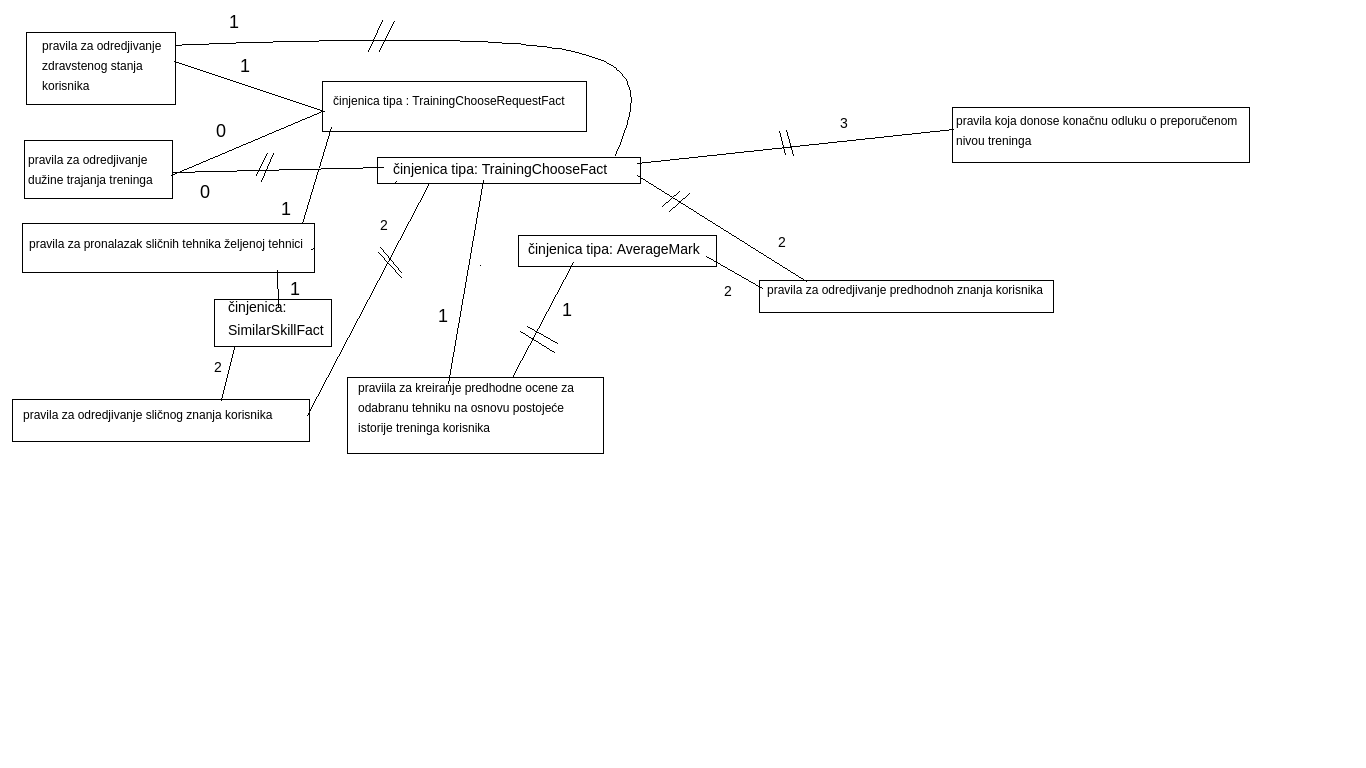 1
pravila za odredjivanje
zdravstenog stanja
korisnika
1
činjenica tipa : TrainingChooseRequestFact
0
pravila za odredjivanje
dužine trajanja treninga
0
činjenica tipa: TrainingChooseFact
3
pravila koja donose konačnu odluku o preporučenom
nivou treninga
1
pravila za pronalazak sličnih tehnika željenoj tehnici
2
činjenica tipa: AverageMark
2
2
pravila za odredjivanje predhodnoh znanja korisnika
1
činjenica:
SimilarSkillFact
1
1
2
pravila za odredjivanje sličnog znanja korisnika
praviila za kreiranje predhodne ocene za
odabranu tehniku na osnovu postojeće
istorije treninga korisnika